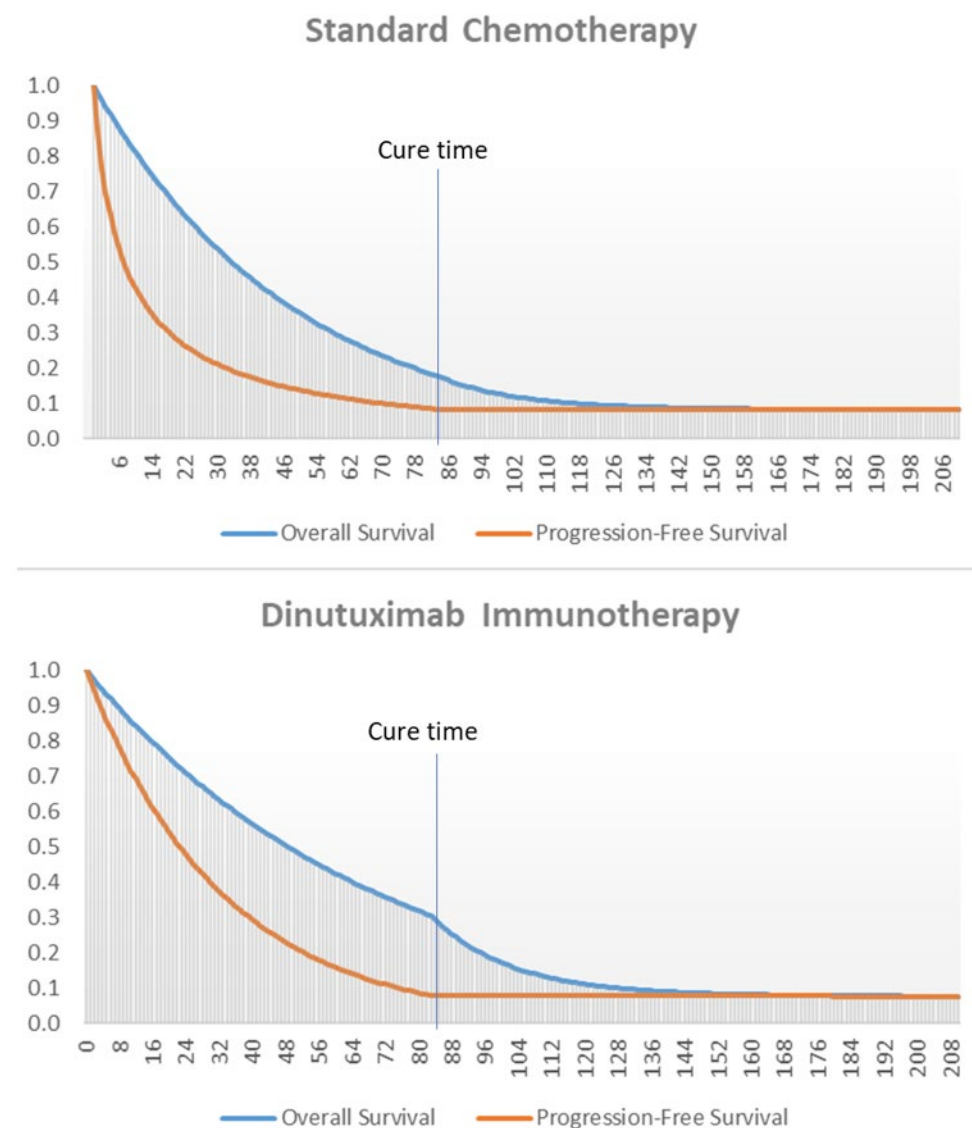 Standard Chemotherapy
1.0
0.9
Cure time
0.8
0.7
0.6
0.5
0.4
0.3
0.2
0.1
0.0
6 14 22 30 38 46 54 62 70 78 86 94 102 110 118 126 134 142 150 158 166 174 182 190 198 206
Overall Survival Progression-Free Survival
Dinutuximab Immunotherapy
1.0
0.9
Cure time
0.8
0.7
0.6
0.5
0.4
0.3
0.2
0.1
0.0
0 8 16 24 32 40 48 56 64 72 80 88 96 104 112 120 128 136 144 152 160 168 176 184 192 200 208
Overall Survival Progression-Free Survival